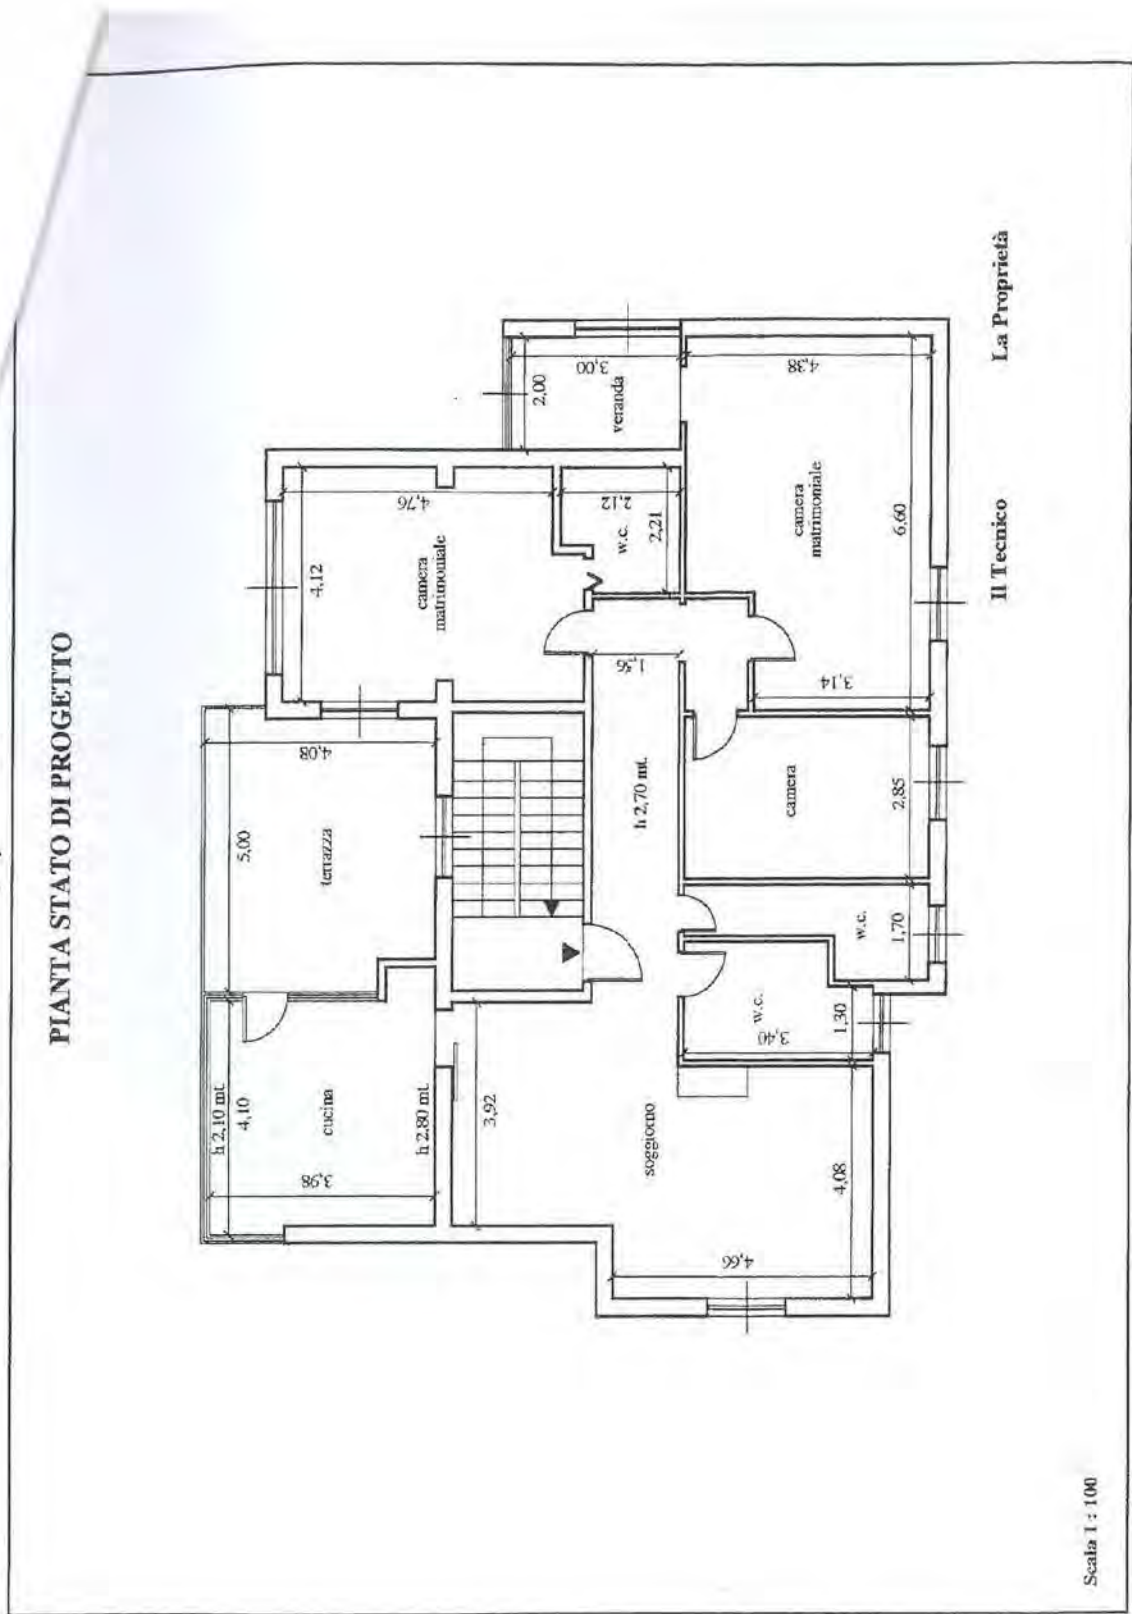 PIANTA STATO DI PROGETTO
h 2,10 mt.
4,10
3,98
cucina
h 2.80 mt.
5,00
4,08
terrazza
4,12
4,76
camera
matrimoniale
2,00
3,00
veranda
2,12
w.c.
2,21
1,56
h 2,70 mt.
3,92
soggiorno
4,66
4,08
w.c.
3,40
1,30
w.c.
1,70
camera
2,85
3,14
camera
matrimoniale
4,38
6,60
Il Tecnico
La Proprietà
Scala 1 : 100